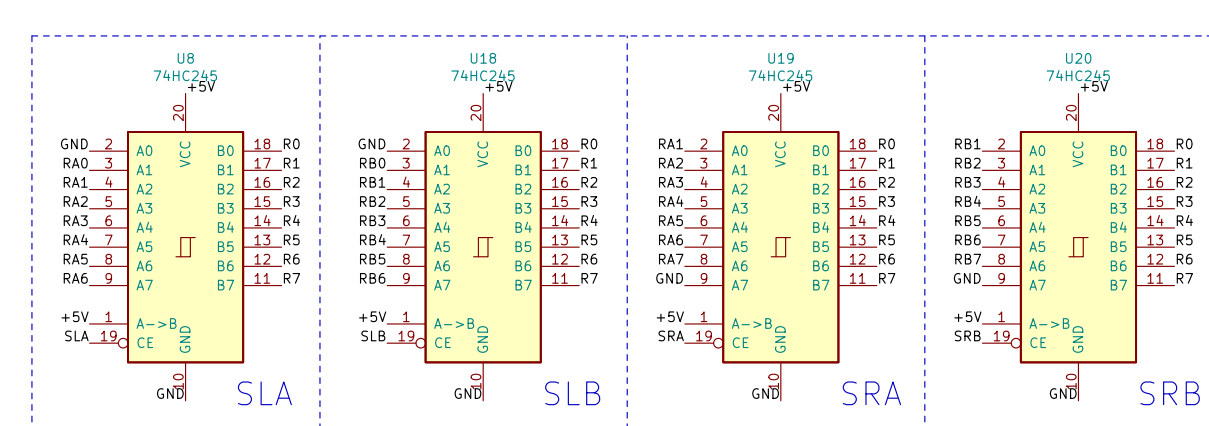 U8
74HC245
+5V
20
VCC
GND 2 A0 B0 18 R0
RA0 3 A1 B1 17 R1
RA1 4 A2 B2 16 R2
RA2 5 A3 B3 15 R3
RA3 6 A4 B4 14 R4
RA4 7 A5 B5 13 R5
RA5 8 A6 B6 12 R6
RA6 9 A7 B7 11 R7
+5V 1 A->B
SLA 19 CE
GND
10
GND
SLA
U18
74HC245
+5V
20
VCC
GND 2 A0 B0 18 R0
RB0 3 A1 B1 17 R1
RB1 4 A2 B2 16 R2
RB2 5 A3 B3 15 R3
RB3 6 A4 B4 14 R4
RB4 7 A5 B5 13 R5
RB5 8 A6 B6 12 R6
RB6 9 A7 B7 11 R7
+5V 1 A->B
SLB 19 CE
GND
10
GND
SLB
U19
74HC245
+5V
20
VCC
RA1 2 A0 B0 18 R0
RA2 3 A1 B1 17 R1
RA3 4 A2 B2 16 R2
RA4 5 A3 B3 15 R3
RA5 6 A4 B4 14 R4
RA6 7 A5 B5 13 R5
RA7 8 A6 B6 12 R6
GND 9 A7 B7 11 R7
+5V 1 A->B
SRA 19 CE
GND
10
GND
SRA
U20
74HC245
+5V
20
VCC
RB1 2 A0 B0 18 R0
RB2 3 A1 B1 17 R1
RB3 4 A2 B2 16 R2
RB4 5 A3 B3 15 R3
RB5 6 A4 B4 14 R4
RB6 7 A5 B5 13 R5
RB7 8 A6 B6 12 R6
GND 9 A7 B7 11 R7
+5V 1 A->B
SRB 19 CE
GND
10
GND
SRB